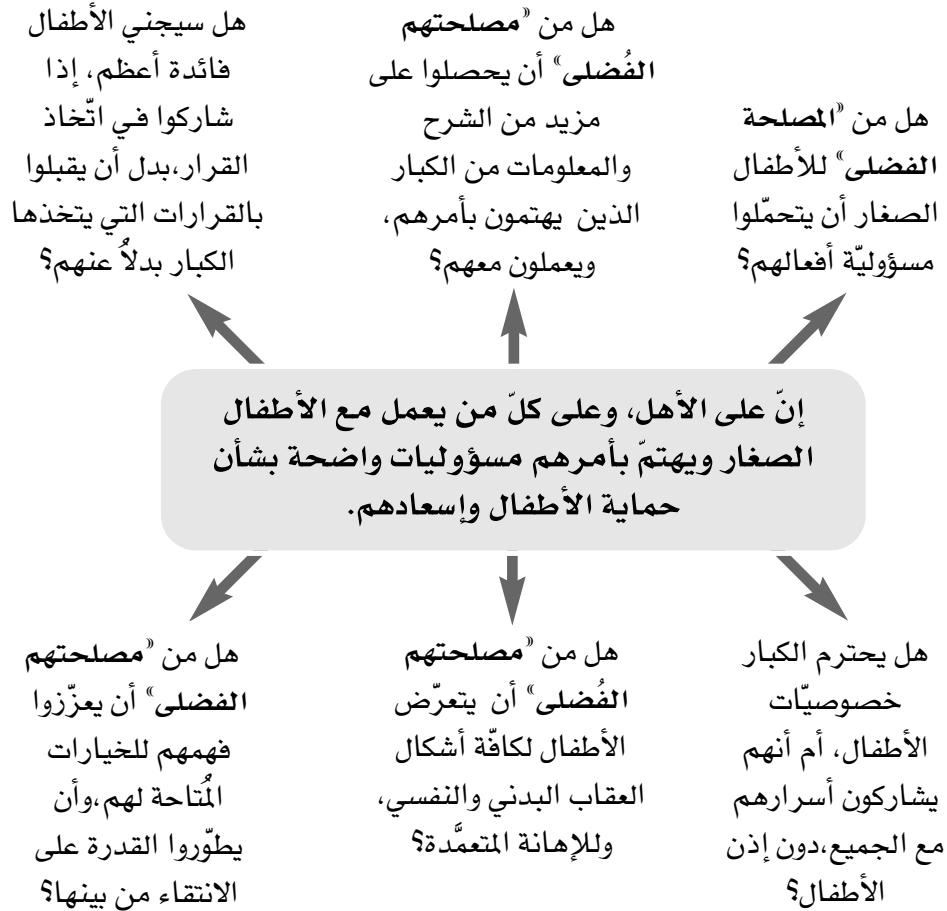 هل من «المصلحة
الفضلى» للأطفال
الصغار أن يتحمّلوا
مسؤوليّة أفعالهم؟
هل من «مصلحتهم
الفُضلى» أن يحصلوا على
مزيد من الشرح
والمعلومات من الكبار
الذين يهتمون بأمرهم،
ويعملون معهم؟
هل سيجني الأطفال
فائدة أعظم، إذا
شاركوا في اتّخاذ
القرار،بدل أن يقبلوا
بالقرارات التي يتخذها
الكبار بدلاً عنهم؟
إنّ على الأهل، وعلى كلّ من يعمل مع الأطفال
الصغار ويهتمّ بأمرهم مسؤوليات واضحة بشأن
حماية الأطفال وإسعادهم.
هل يحترم الكبار
خصوصيّات
الأطفال، أم أنهم
يشاركون أسرارهم
مع الجميع،دون إذن
الأطفال؟
هل من «مصلحتهم
الفُضلى» أن يتعرّض
الأطفال لكافّة أشكال
العقاب البدني والنفسي،
وللإهانة المتعمَّدة؟
هل من «مصلحتهم
الفضلى» أن يعزّزوا
فهمهم للخيارات
المُتاحة لهم،وأن
يطوّروا القدرة على
الانتقاء من بينها؟